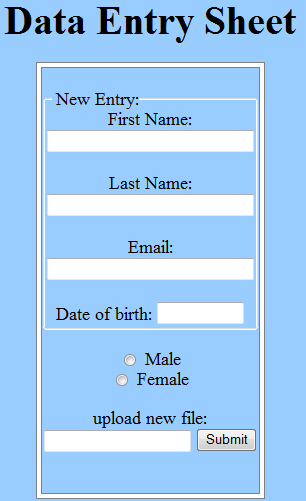 Data Entry Sheet
New Entry:
First Name:
Last Name:
Email:
Date of birth:
Male
Female
upload new file:
Submit